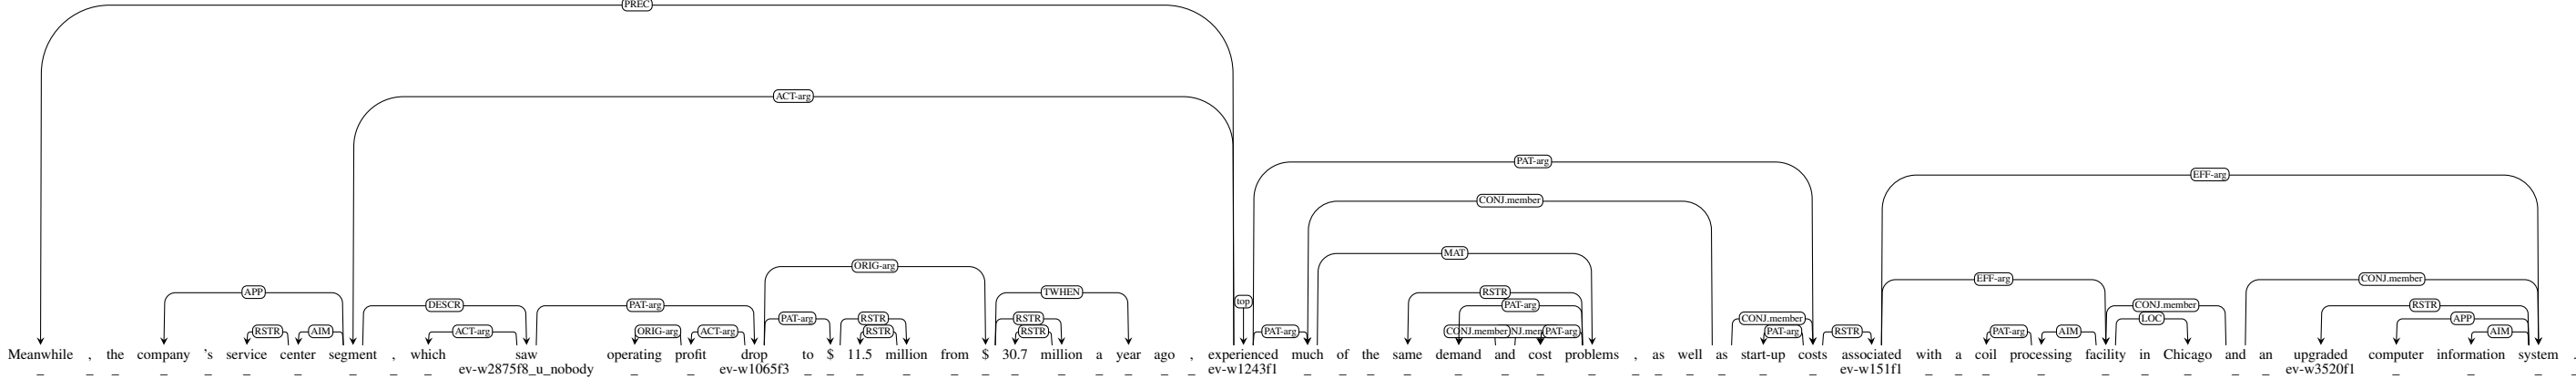 PREC
ACT-arg
PAT-arg
EFF-arg
CONJ.member
MAT
ORIG-arg
EFF-arg CONJ.member
APP TWHEN RSTR
top
DESCR PAT-arg PAT-arg CONJ.member RSTR
PAT-arg RSTR RSTR CONJ.member LOC APP
RSTR AIM ACT-arg ORIG-arg ACT-arg RSTR RSTR PAT-arg CONJ.member PAT-arg PAT-arg RSTR PAT-arg AIM AIM
Meanwhile , the company 's service center segment , which saw operating profit drop to $ 11.5 million from $ 30.7 million a year ago , experienced much of the same demand and cost problems , as well as start-up costs associated with a coil processing facility in Chicago and an upgraded computer information system .
_ _ _ _ _ _ _ _ _ _ ev-w2875f8_u_nobody _ _ ev-w1065f3 _ _ _ _ _ _ _ _ _ _ _ _ ev-w1243f1 _ _ _ _ _ _ _ _ _ _ _ _ _ _ ev-w151f1 _ _ _ _ _ _ _ _ _ ev-w3520f1 _ _ _ _